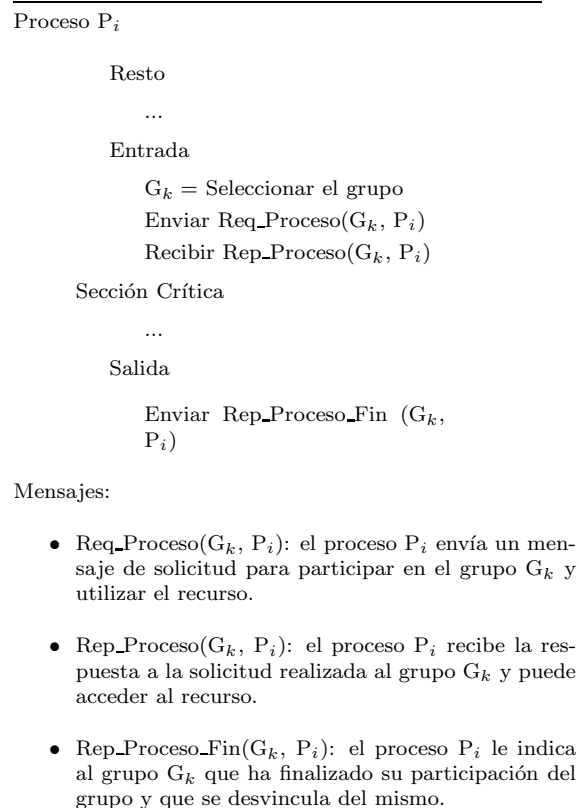 Proceso P_i
Resto
...
Entrada
G_k = Seleccionar el grupo
Enviar Req_Proceso(G_k, P_i)
Recibir Rep_Proceso(G_k, P_i)
Sección Crítica
...
Salida
Enviar Rep_Proceso_Fin (G_k,
P_i)
Mensajes:
• Req_Proceso(G_k, P_i): el proceso P_i envía un men-
saje de solicitud para participar en el grupo G_k y
utilizar el recurso.
• Rep_Proceso(G_k, P_i): el proceso P_i recibe la res-
puesta a la solicitud realizada al grupo G_k y puede
acceder al recurso.
• Rep_Proceso_Fin(G_k, P_i): el proceso P_i le indica
al grupo G_k que ha finalizado su participación del
grupo y que se desvincula del mismo.